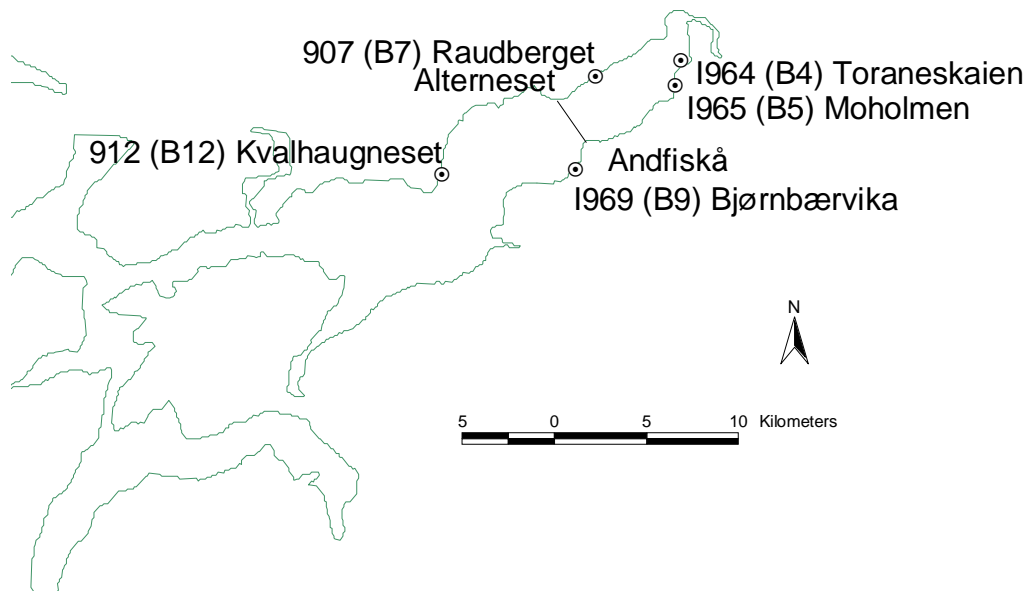 907 (B7) Raudberget
Alterneset
I964 (B4) Toraneskaien
I965 (B5) Moholmen
912 (B12) Kvalhaugneset
Andfiskå
I969 (B9) Bjørnbærvika
N
5 0 5 10 Kilometers